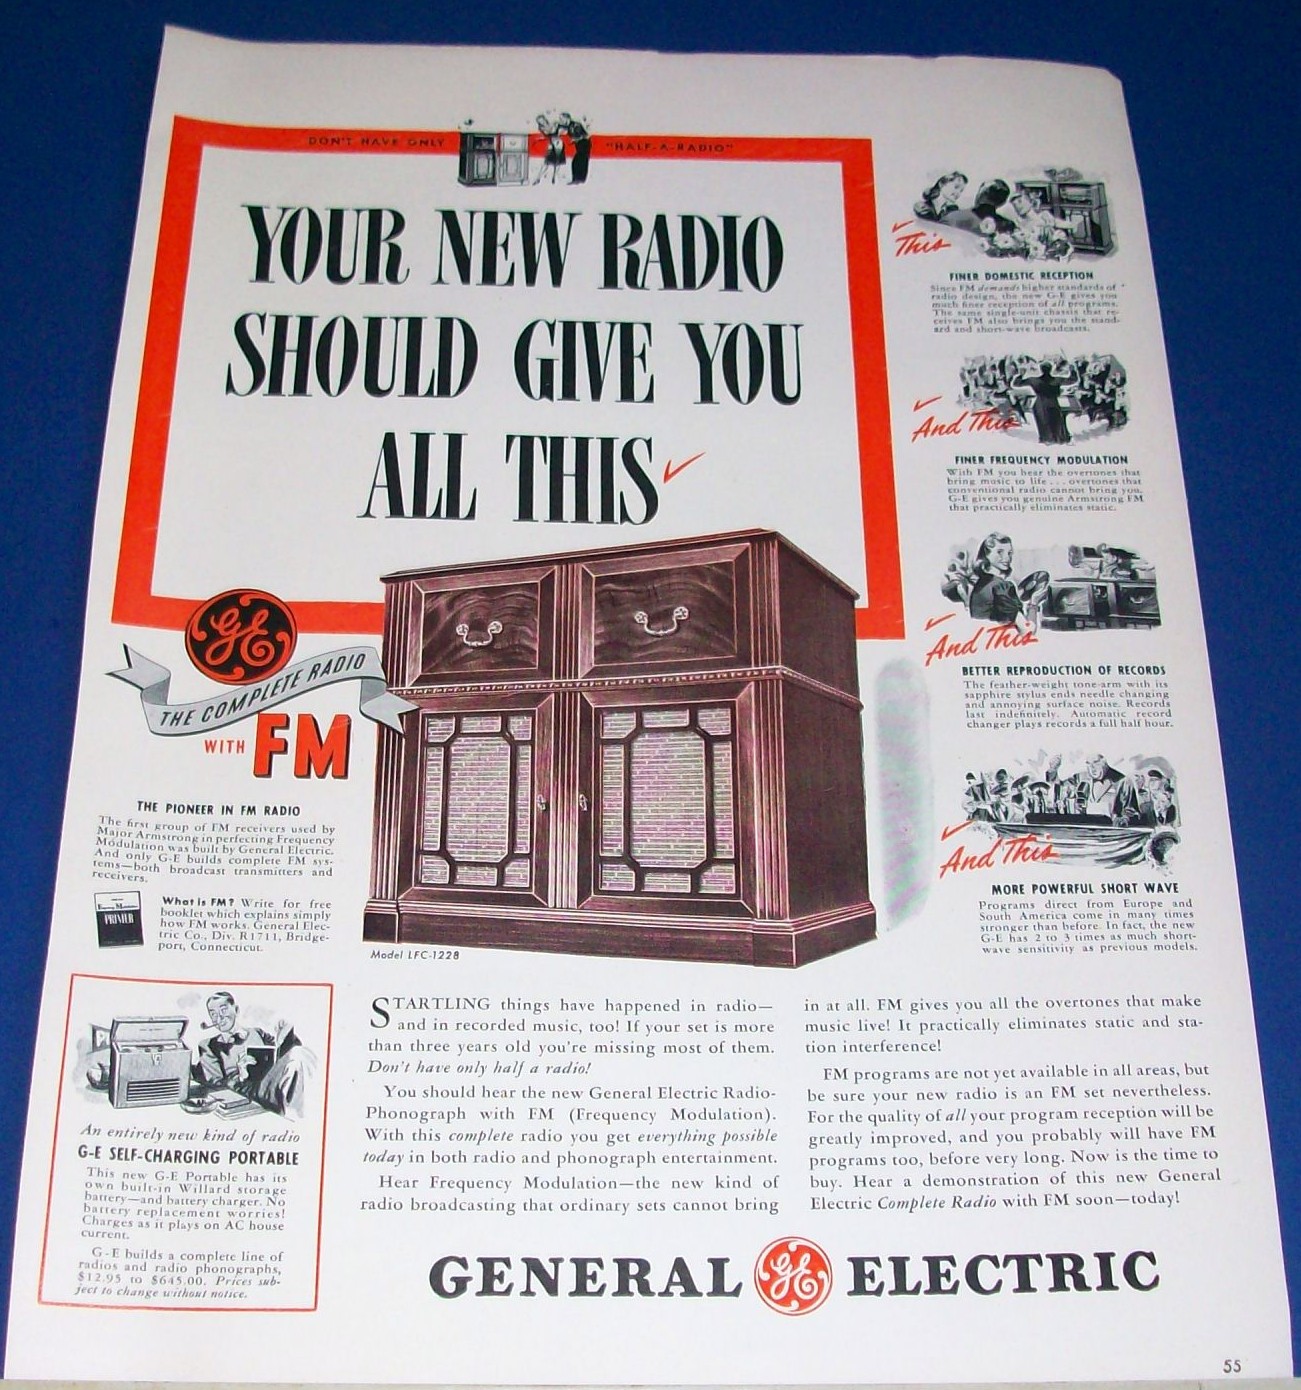 DON'T HAVE ONLY "HALF-A-RADIO"
YOUR NEW RADIO
SHOULD GIVE YOU
ALL THIS
GE
THE COMPLETE RADIO
WITH FM
THE PIONEER IN FM RADIO
The first group of FM receivers used by
Major Armstrong in perfecting Frequency
Modulation was built by General Electric.
And only G-E builds complete FM sys-
tems—both broadcast transmitters and
receivers.
PRIMER
What is FM? Write for free
booklet which explains simply
how FM works. General Elec-
tric Co., Div. R1711, Bridge-
port, Connecticut.
Model LFC-1228
This
FINER DOMESTIC RECEPTION
Since FM demands higher standards of
radio design, the new G-E gives you
much finer reception of all programs.
The same single-unit chassis that re-
ceives FM also brings you the stand-
ard and short-wave broadcasts.
And This
FINER FREQUENCY MODULATION
With FM you hear the overtones that
bring music to life . . . overtones that
conventional radio cannot bring you.
G-E gives you genuine Armstrong FM
that practically eliminates static.
And This
BETTER REPRODUCTION OF RECORDS
The feather-weight tone-arm with its
sapphire stylus ends needle changing
and annoying surface noise. Records
last indefinitely. Automatic record
changer plays records a full half hour.
And This
MORE POWERFUL SHORT WAVE
Programs direct from Europe and
South America come in many times
stronger than before. In fact, the new
G-E has 2 to 3 times as much short-
wave sensitivity as previous models.
An entirely new kind of radio
G-E SELF-CHARGING PORTABLE
This new G-E Portable has its
own built-in Willard storage
battery—and battery charger. No
battery replacement worries!
Charges as it plays on AC house
current.
G-E builds a complete line of
radios and radio phonographs,
$12.95 to $645.00. Prices sub-
ject to change without notice.
STARTLING things have happened in radio—
and in recorded music, too! If your set is more
than three years old you're missing most of them.
Don't have only half a radio!
You should hear the new General Electric Radio-
Phonograph with FM (Frequency Modulation).
With this complete radio you get everything possible
today in both radio and phonograph entertainment.
Hear Frequency Modulation—the new kind of
radio broadcasting that ordinary sets cannot bring
in at all. FM gives you all the overtones that make
music live! It practically eliminates static and sta-
tion interference!
FM programs are not yet available in all areas, but
be sure your new radio is an FM set nevertheless.
For the quality of all your program reception will be
greatly improved, and you probably will have FM
programs too, before very long. Now is the time to
buy. Hear a demonstration of this new General
Electric Complete Radio with FM soon—today!
GENERAL GE ELECTRIC
55